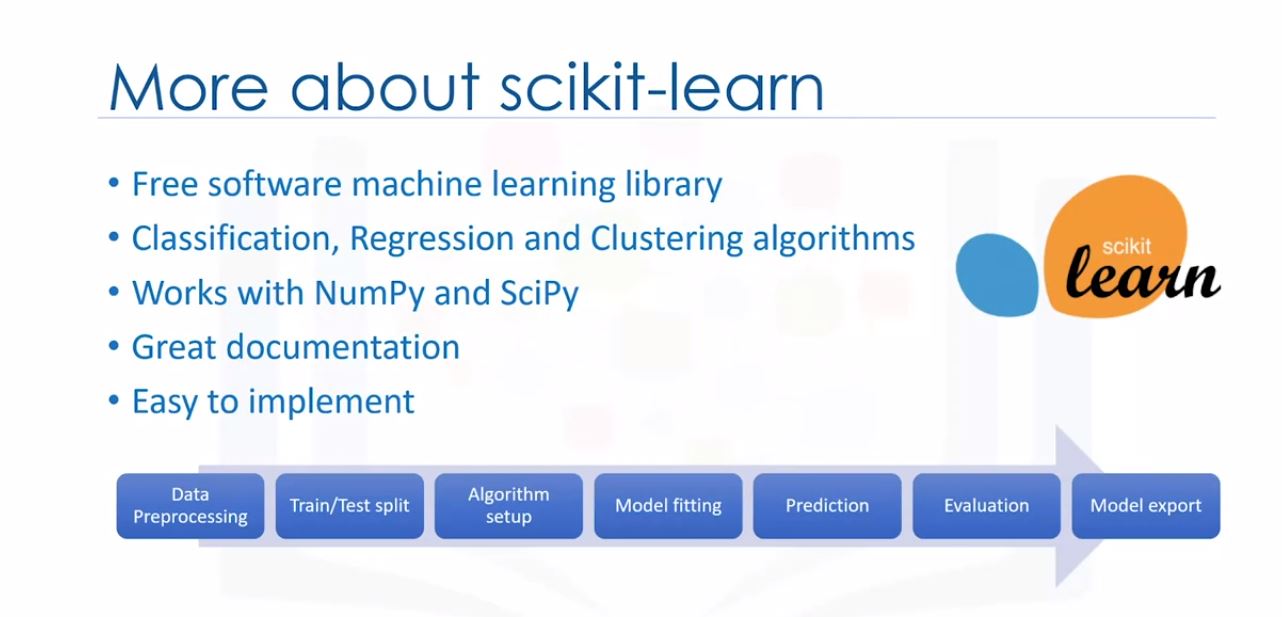 More about scikit-learn
• Free software machine learning library
• Classification, Regression and Clustering algorithms
• Works with NumPy and SciPy
• Great documentation
• Easy to implement
scikit
learn
Data
Preprocessing
Train/Test split
Algorithm
setup
Model fitting
Prediction
Evaluation
Model export